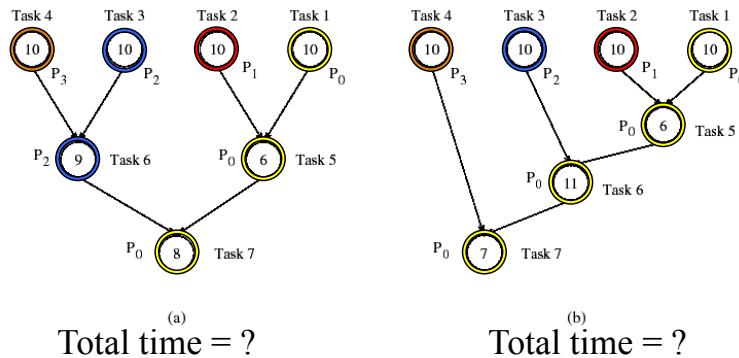 Task 4 Task 3 Task 2 Task 1 Task 4 Task 3 Task 2 Task 1
10 10 10 10 10 10 10 10
P3 P2 P1 P0 P3 P2 P1 P
P0 6 Task 5
P2 9 Task 6 P0 6 Task 5
P0 11 Task 6
P0 8 Task 7 P0 7 Task 7
(a) (b)
Total time = ? Total time = ?